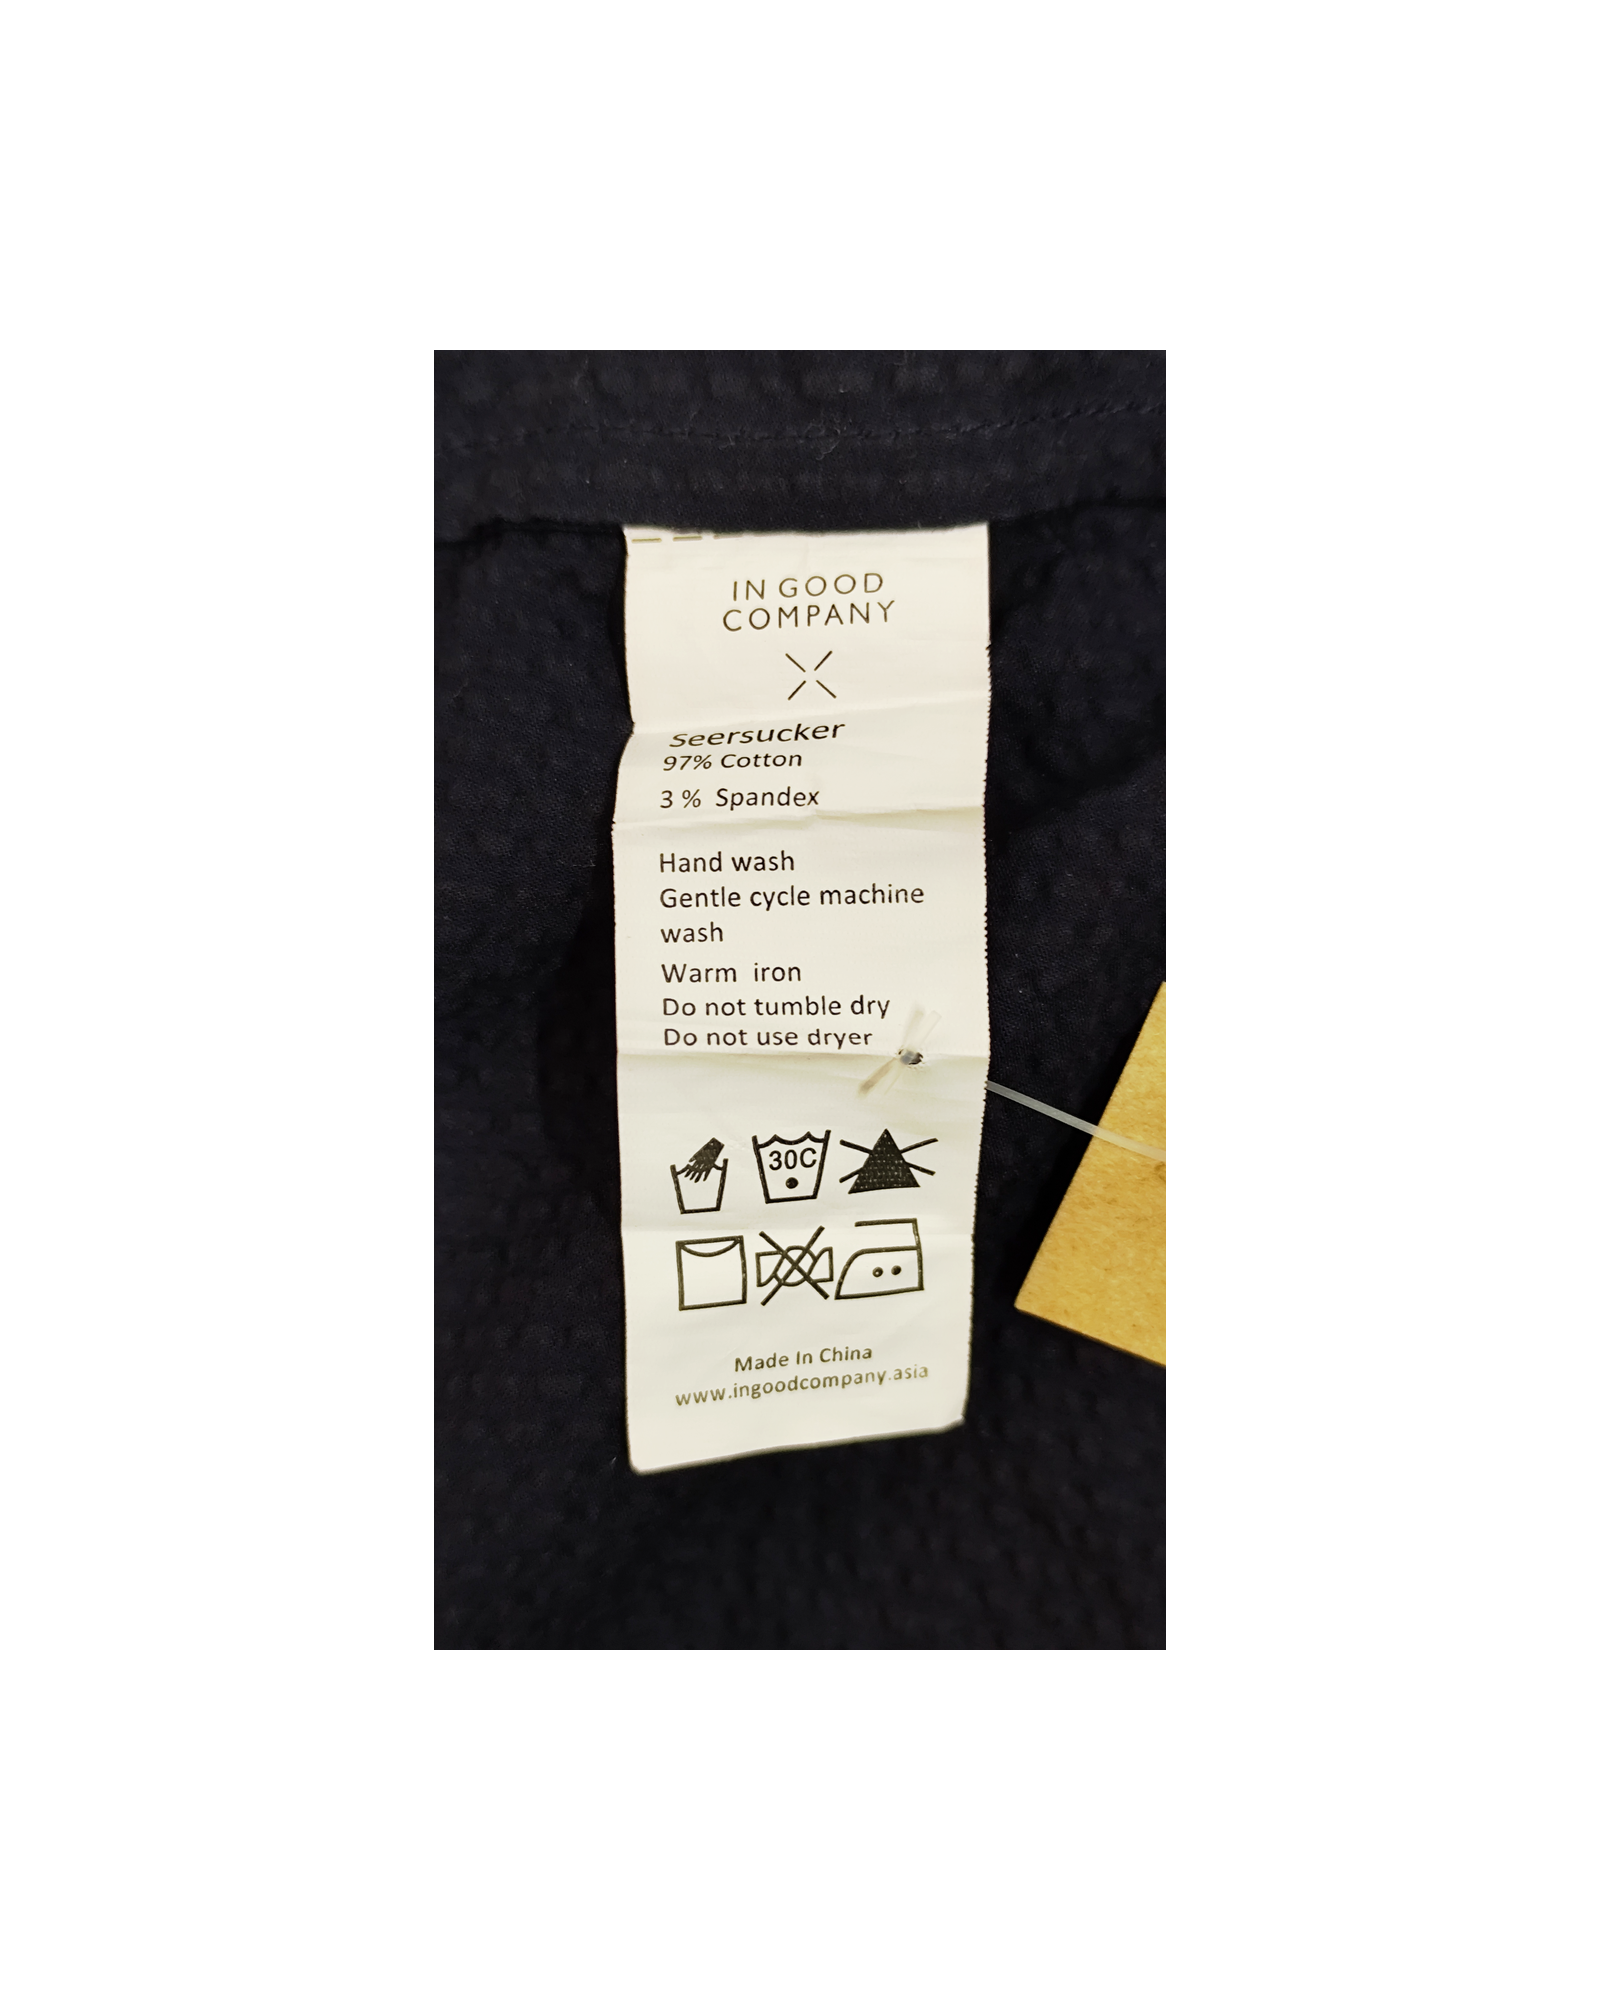 IN GOOD
COMPANY
Seersucker
97% Cotton
3 % Spandex
Hand wash
Gentle cycle machine
wash
Warm iron
Do not tumble dry
Do not use dryer
30C
Made In China
www.ingoodcompany.asia